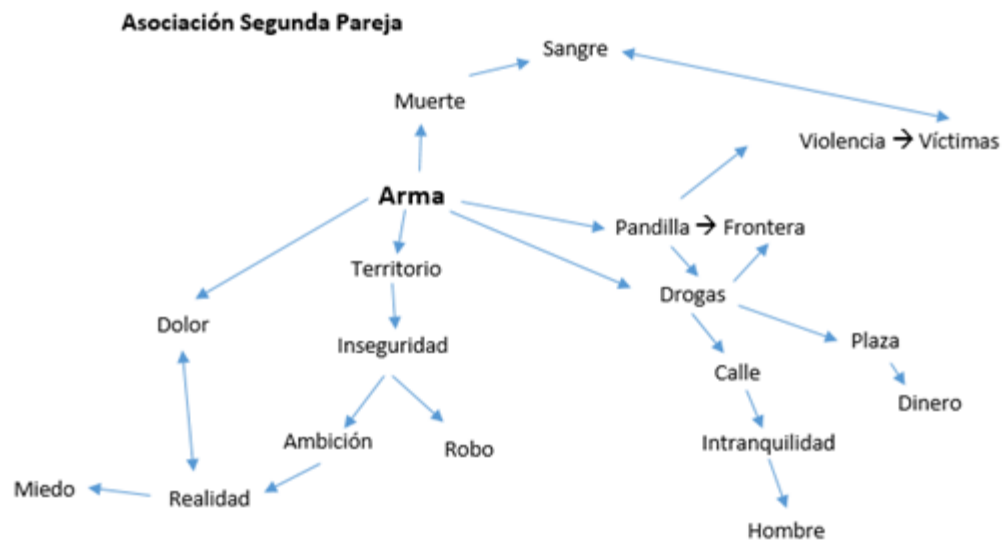 Asociación Segunda Pareja
Sangre
Muerte
Violencia → Víctimas
Arma
Pandilla → Frontera
Territorio
Drogas
Dolor
Inseguridad
Plaza
Calle
Dinero
Ambición
Robo
Intranquilidad
Miedo
Realidad
Hombre